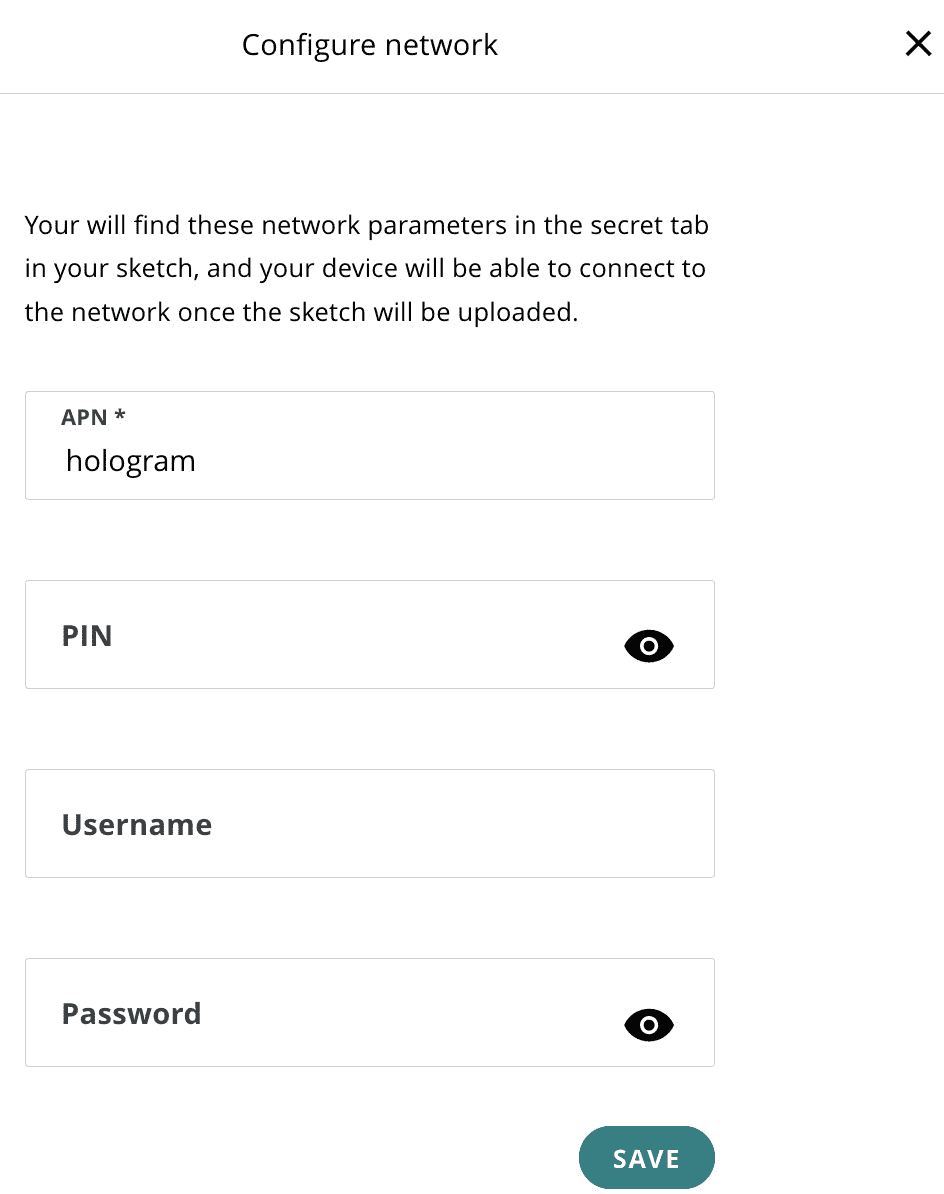 Configure network
Your will find these network parameters in the secret tab
in your sketch, and your device will be able to connect to
the network once the sketch will be uploaded.
APN *
hologram
PIN
Username
Password
SAVE